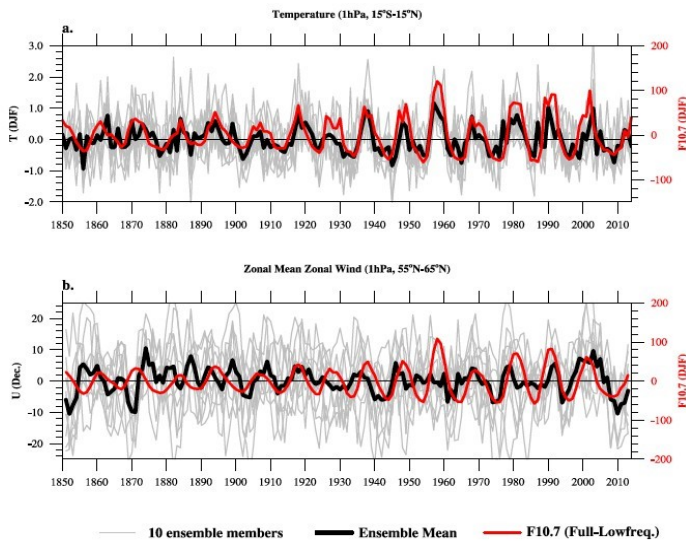 Temperature (1hPa, 15°S-15°N)
a.
T (DJF)
3.0
2.0
1.0
0.0
-1.0
-2.0
200
100
0
-100
F10.7 (DJF)
1850 1860 1870 1880 1890 1900 1910 1920 1930 1940 1950 1960 1970 1980 1990 2000 2010
Zonal Mean Zonal Wind (1hPa, 55°N-65°N)
b.
U (Dec.)
20
10
0
-10
-20
200
100
0
-100
-200
F10.7 (DJF)
1850 1860 1870 1880 1890 1900 1910 1920 1930 1940 1950 1960 1970 1980 1990 2000 2010
10 ensemble members Ensemble Mean F10.7 (Full-Lowfreq.)